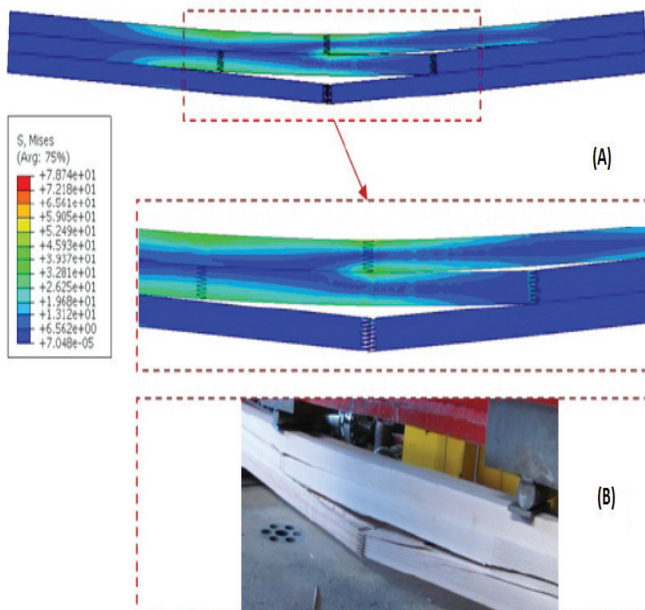 S, Mises
(Avg: 75%)
+7.874e+01
+7.218e+01
+6.561e+01
+5.905e+01
+5.249e+01
+4.593e+01
+3.937e+01
+3.281e+01
+2.625e+01
+1.968e+01
+1.312e+01
+6.562e+00
+7.048e-05
(A)
(B)